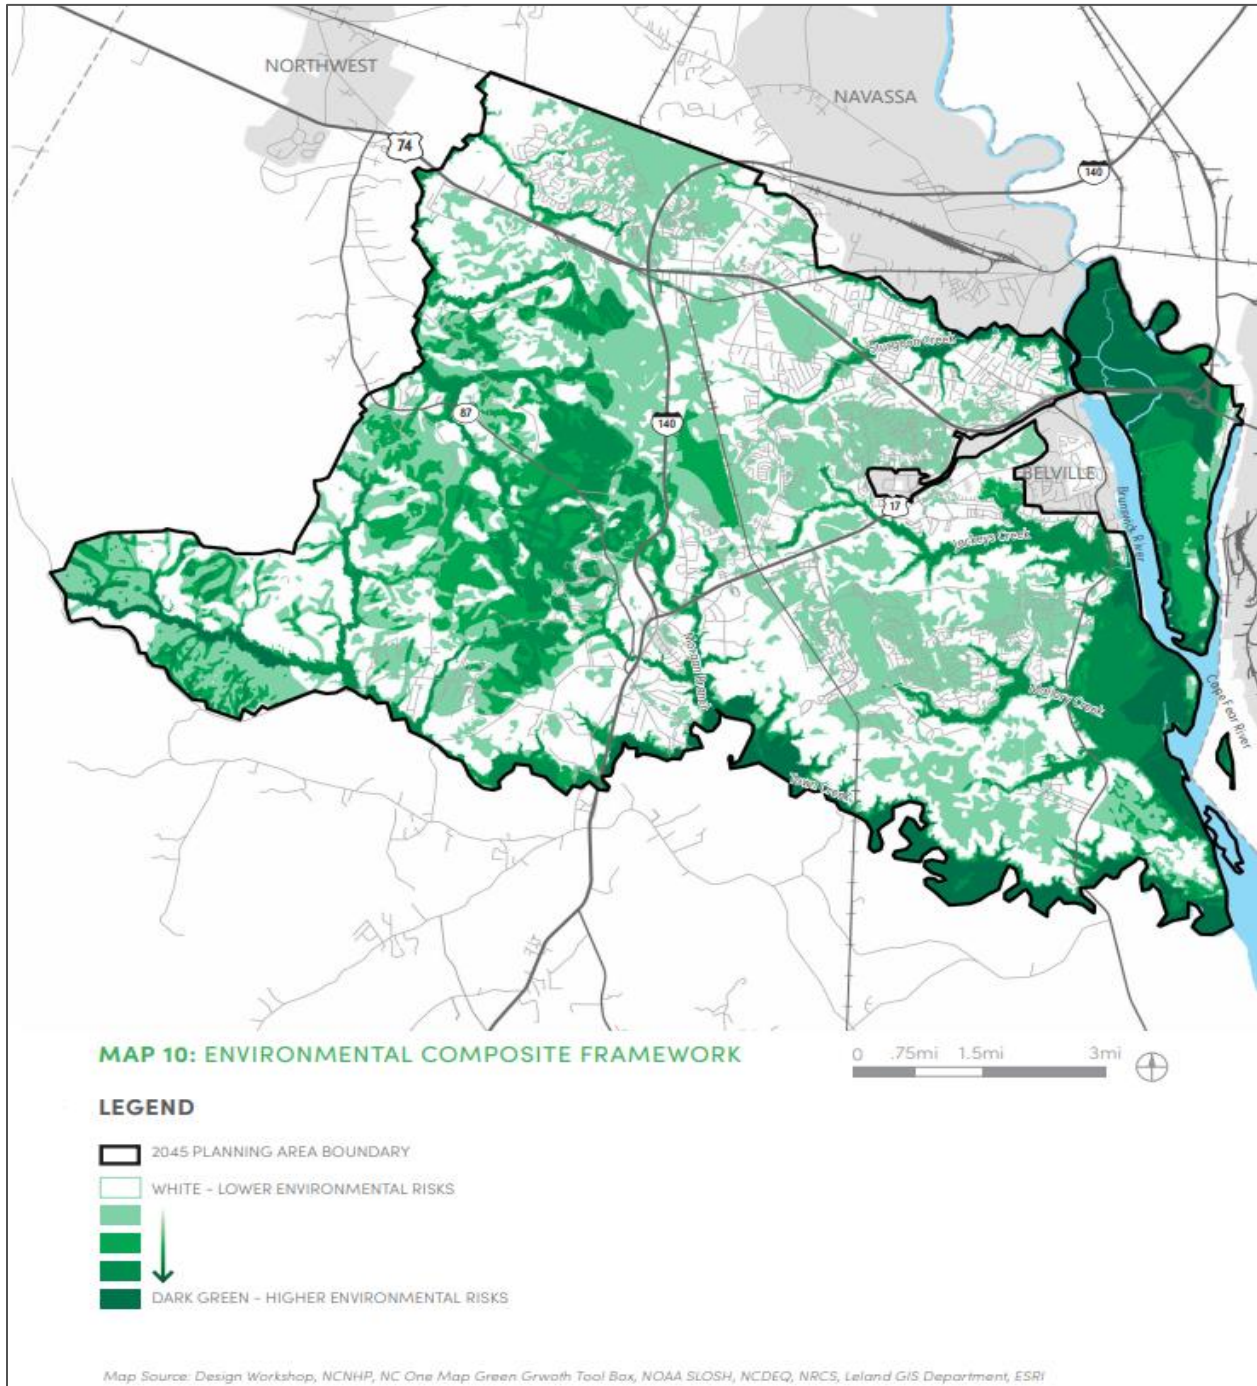 NORTHWEST
NAVASSA
74
140
Sturgeon Creek
87
140
BELVILLE
17
Brunswick River
Jackeys Creek
Morgan Branch
Mallory Creek
Cape Fear River
Town Creek
MAP 10: ENVIRONMENTAL COMPOSITE FRAMEWORK
0 .75mi 1.5mi 3mi
LEGEND
2045 PLANNING AREA BOUNDARY
WHITE - LOWER ENVIRONMENTAL RISKS
DARK GREEN - HIGHER ENVIRONMENTAL RISKS
Map Source: Design Workshop, NCNHP, NC One Map Green Grwoth Tool Box, NOAA SLOSH, NCDEQ, NRCS, Leland GIS Department, ESRI